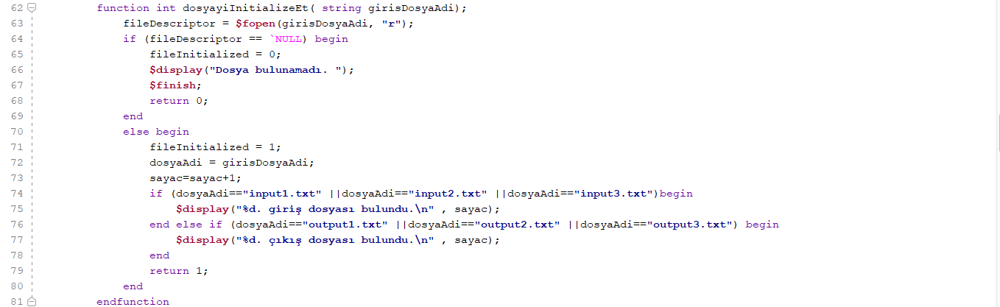 62 function int dosyayiInitializeEt( string girisDosyaAdi);
63 fileDescriptor = $fopen(girisDosyaAdi, "r");
64 if (fileDescriptor == `NULL) begin
65 fileInitialized = 0;
66 $display("Dosya bulunamadı. ");
67 $finish;
68 return 0;
69 end
70 else begin
71 fileInitialized = 1;
72 dosyaAdi = girisDosyaAdi;
73 sayac=sayac+1;
74 if (dosyaAdi=="input1.txt" ||dosyaAdi=="input2.txt" ||dosyaAdi=="input3.txt")begin
75 $display("%d. giriş dosyası bulundu.\n" , sayac);
76 end else if (dosyaAdi=="output1.txt" ||dosyaAdi=="output2.txt" ||dosyaAdi=="output3.txt") begin
77 $display("%d. çıkış dosyası bulundu.\n" , sayac);
78 end
79 return 1;
80 end
81 endfunction